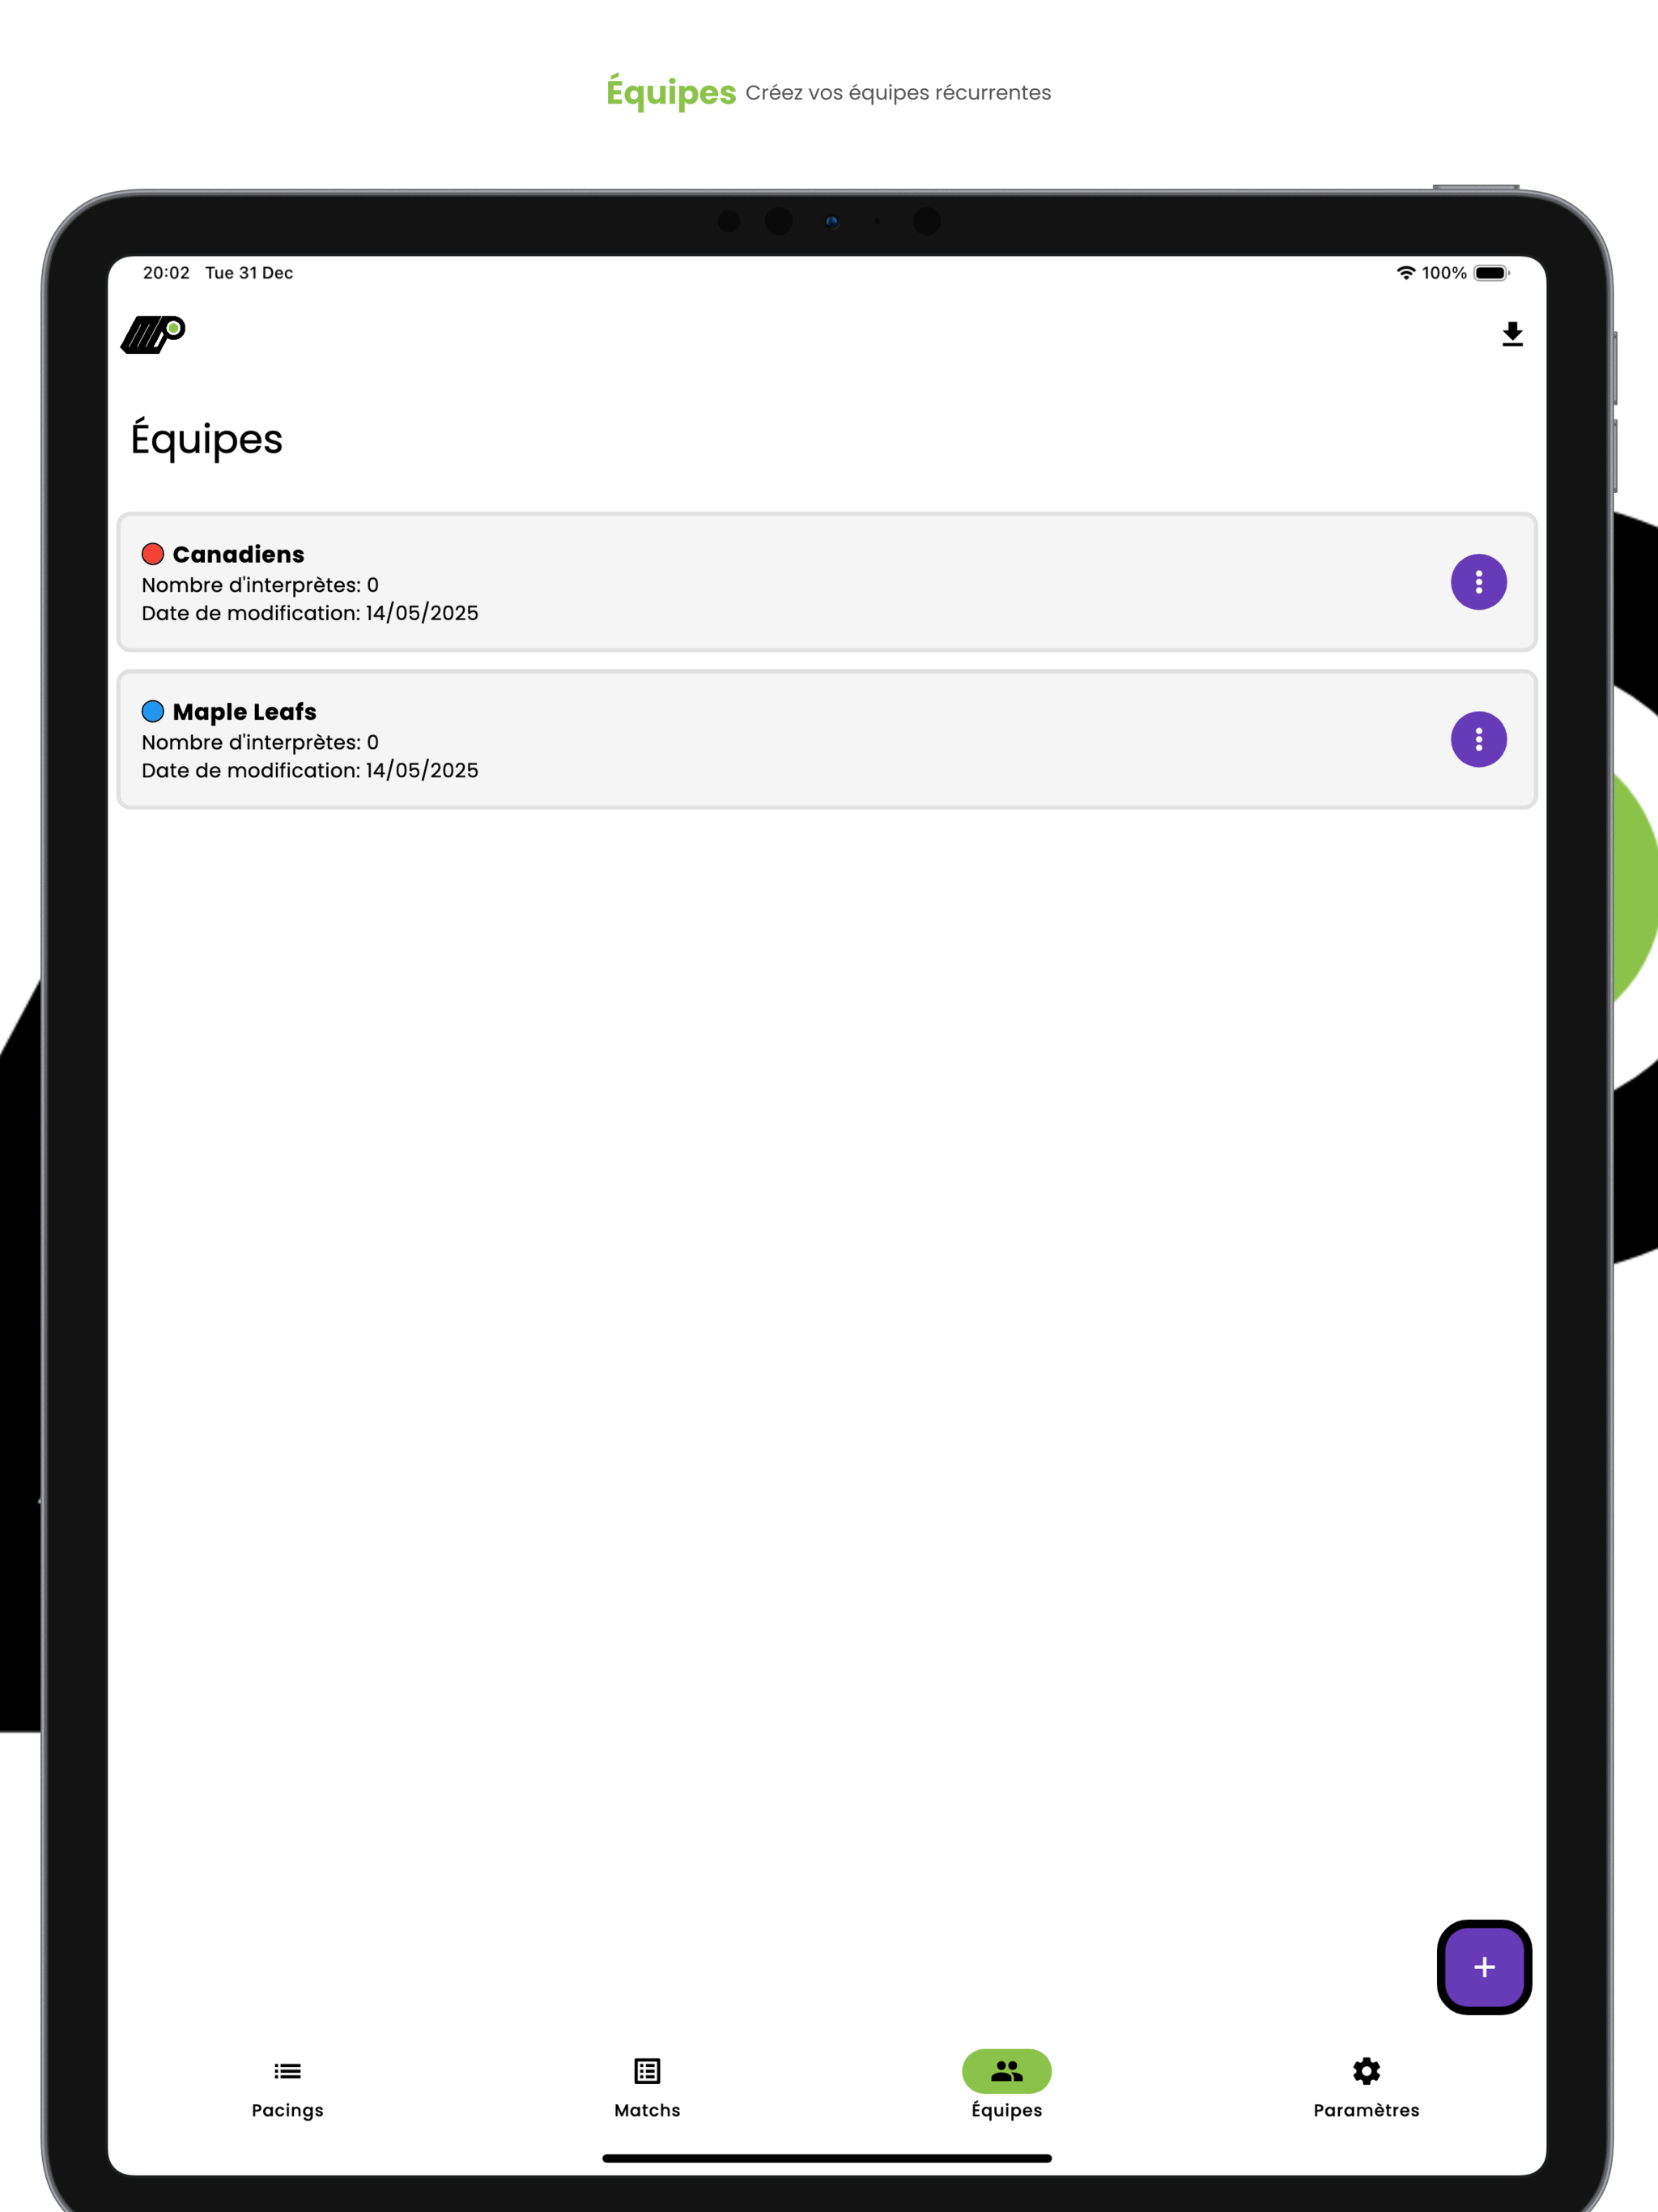 Équipes Créez vos équipes récurrentes
20:02 Tue 31 Dec 100%
Équipes
Canadiens
Nombre d'interprètes: 0
Date de modification: 14/05/2025
Maple Leafs
Nombre d'interprètes: 0
Date de modification: 14/05/2025
Pacings Matchs Équipes Paramètres